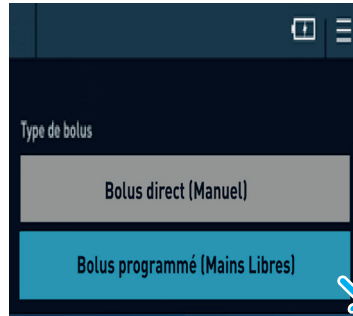 Type de bolus
Bolus direct (Manuel)
Bolus programmé (Mains Libres)